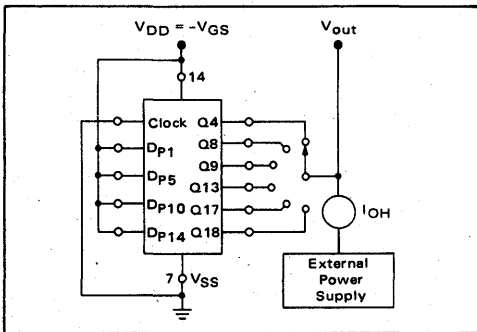 VDD = -VGS
Vout
14
Clock
DP1
DP5
DP10
DP14
Q4
Q8
Q9
Q13
Q17
Q18
IOH
7
VSS
External
Power
Supply